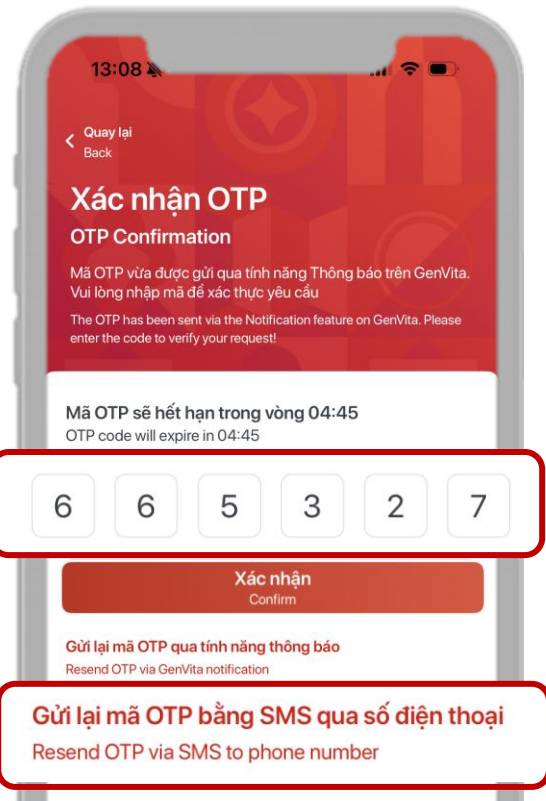 13:08
Quay lại
Back
Xác nhận OTP
OTP Confirmation
Mã OTP vừa được gửi qua tính năng Thông báo trên GenVita.
Vui lòng nhập mã để xác thực yêu cầu
The OTP has been sent via the Notification feature on GenVita. Please
enter the code to verify your request!
Mã OTP sẽ hết hạn trong vòng 04:45
OTP code will expire in 04:45
6 6 5 3 2 7
Xác nhận
Confirm
Gửi lại mã OTP qua tính năng thông báo
Resend OTP via GenVita notification
Gửi lại mã OTP bằng SMS qua số điện thoại
Resend OTP via SMS to phone number